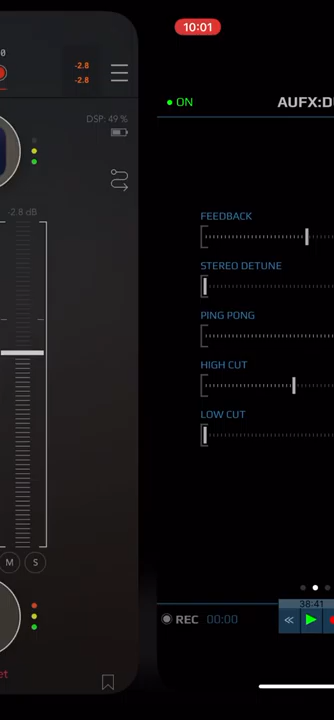 10:01
-2.8
-2.8
ON
AUFX:D
DSP: 49 %
-2.8 dB
FEEDBACK
STEREO DETUNE
PING PONG
HIGH CUT
LOW CUT
M S
38:41
REC 00:00